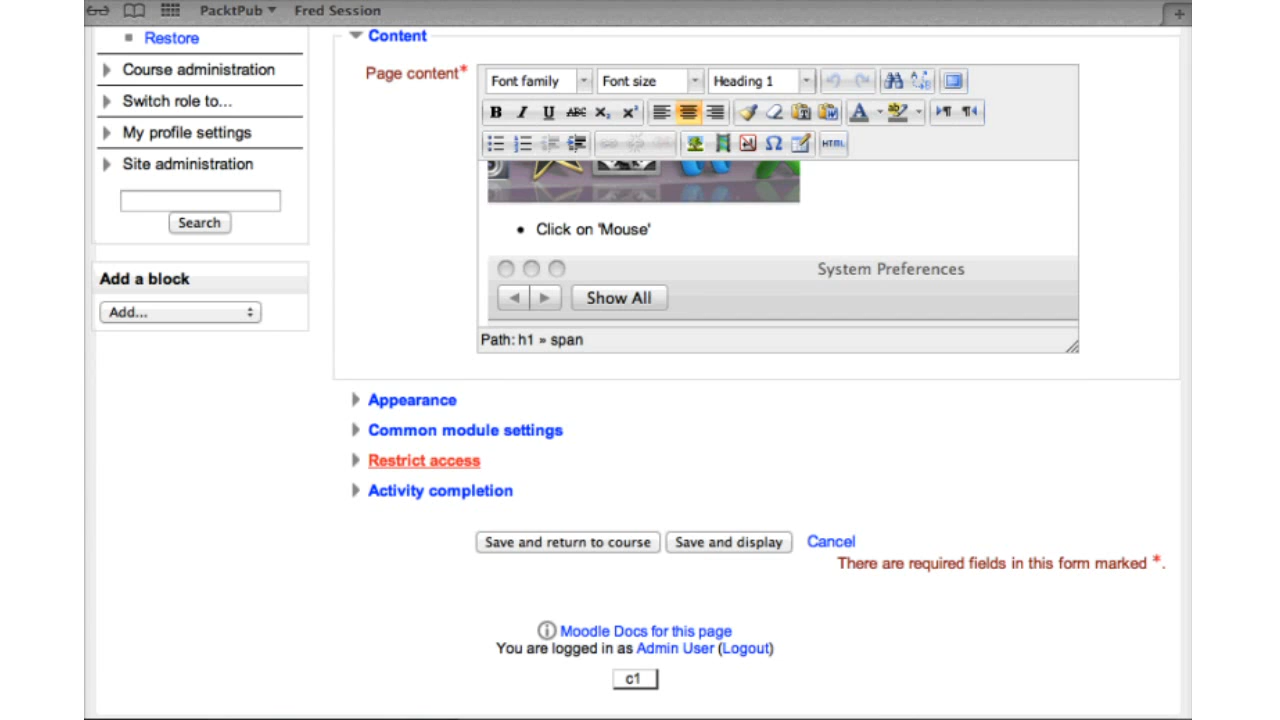 PacktPub ▾ Fred Session
Restore
Course administration
Switch role to...
My profile settings
Site administration
Search
Add a block
Add...
Content
Page content*
Font family Font size Heading 1
B I U ABC X₂ X²
HTML
Click on 'Mouse'
System Preferences
Show All
Path: h1 » span
Appearance
Common module settings
Restrict access
Activity completion
Save and return to course Save and display Cancel
There are required fields in this form marked *.
Moodle Docs for this page
You are logged in as Admin User (Logout)
c1